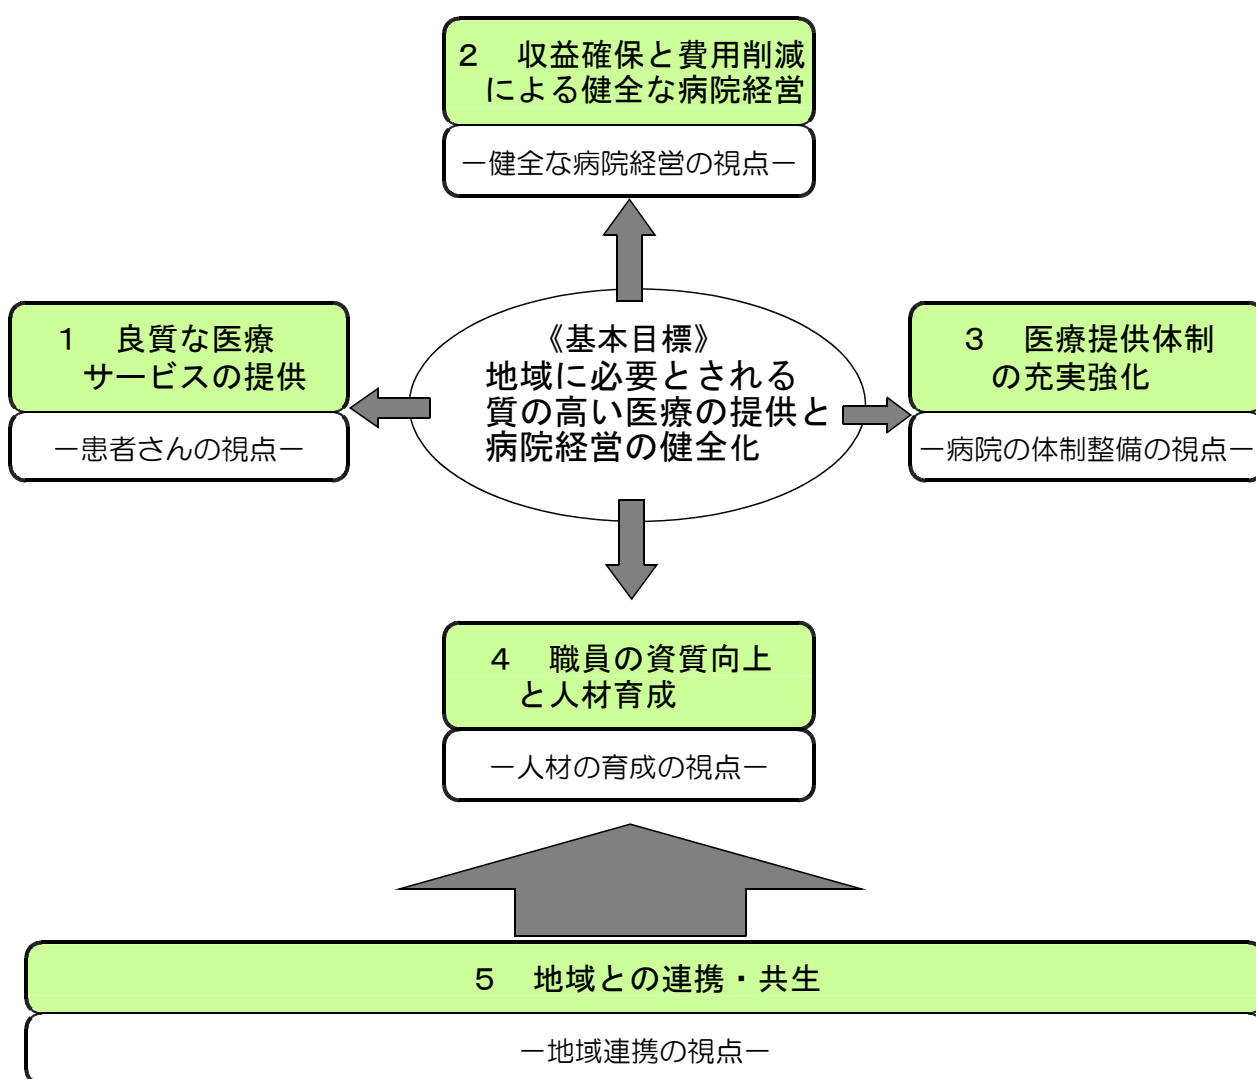 ２　収益確保と費用削減
による健全な病院経営
－健全な病院経営の視点－
１　良質な医療
サービスの提供
－患者さんの視点－
《基本目標》
地域に必要とされる
質の高い医療の提供と
病院経営の健全化
３　医療提供体制
の充実強化
－病院の体制整備の視点－
４　職員の資質向上
と人材育成
－人材の育成の視点－
５　地域との連携・共生
－地域連携の視点－